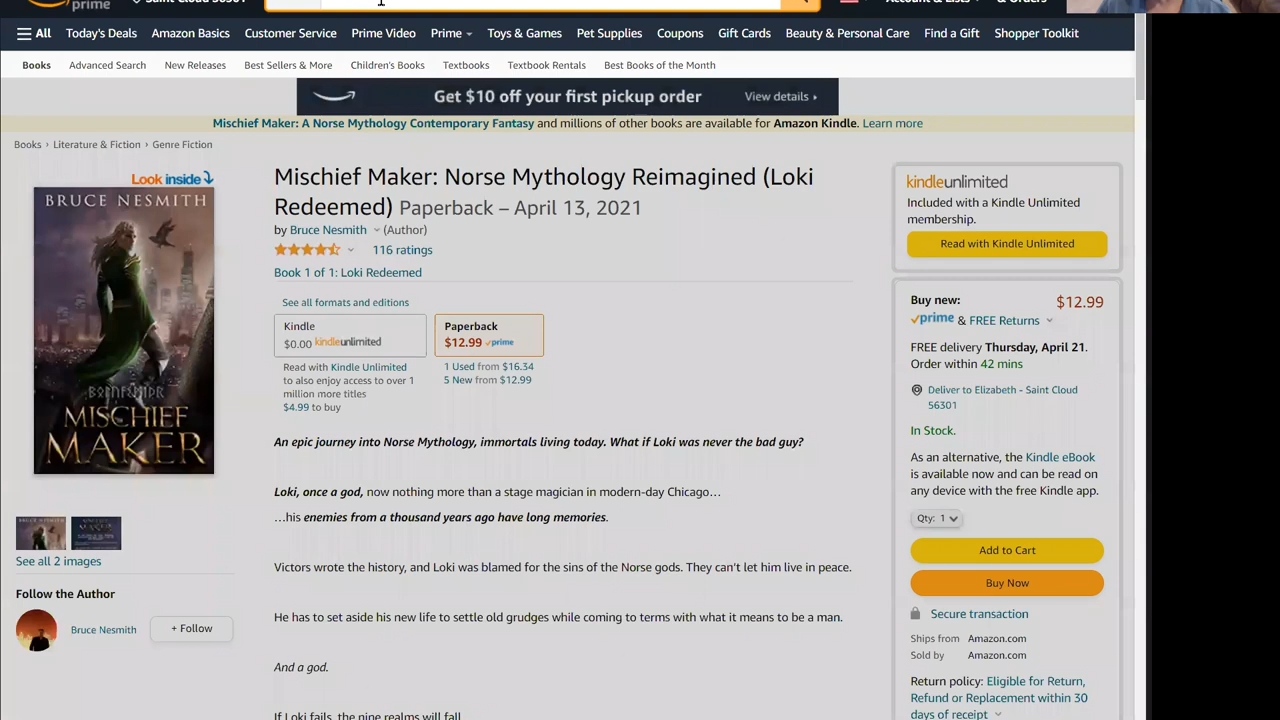 prime
Saint Cloud 56301
Account & Lists
& Orders
All Today's Deals Amazon Basics Customer Service Prime Video Prime Toys & Games Pet Supplies Coupons Gift Cards Beauty & Personal Care Find a Gift Shopper Toolkit
Books Advanced Search New Releases Best Sellers & More Children's Books Textbooks Textbook Rentals Best Books of the Month
Get $10 off your first pickup order View details ›
Mischief Maker: A Norse Mythology Contemporary Fantasy and millions of other books are available for Amazon Kindle. Learn more
Books › Literature & Fiction › Genre Fiction
Look inside
BRUCE NESMITH
MISCHIEF
MAKER
See all 2 images
Follow the Author
Bruce Nesmith
+ Follow
Mischief Maker: Norse Mythology Reimagined (Loki
Redeemed) Paperback – April 13, 2021
by Bruce Nesmith (Author)
116 ratings
Book 1 of 1: Loki Redeemed
See all formats and editions
Kindle
$0.00 kindleunlimited
Read with Kindle Unlimited
to also enjoy access to over 1
million more titles
$4.99 to buy
Paperback
$12.99 prime
1 Used from $16.34
5 New from $12.99
An epic journey into Norse Mythology, immortals living today. What if Loki was never the bad guy?
Loki, once a god, now nothing more than a stage magician in modern-day Chicago…
…his enemies from a thousand years ago have long memories.
Victors wrote the history, and Loki was blamed for the sins of the Norse gods. They can't let him live in peace.
He has to set aside his new life to settle old grudges while coming to terms with what it means to be a man.
And a god.
If Loki fails, the nine realms will fall
kindleunlimited
Included with a Kindle Unlimited
membership.
Read with Kindle Unlimited
Buy new: $12.99
prime & FREE Returns
FREE delivery Thursday, April 21.
Order within 42 mins
Deliver to Elizabeth - Saint Cloud
56301
In Stock.
As an alternative, the Kindle eBook
is available now and can be read on
any device with the free Kindle app.
Qty: 1
Add to Cart
Buy Now
Secure transaction
Ships from Amazon.com
Sold by Amazon.com
Return policy: Eligible for Return,
Refund or Replacement within 30
days of receipt